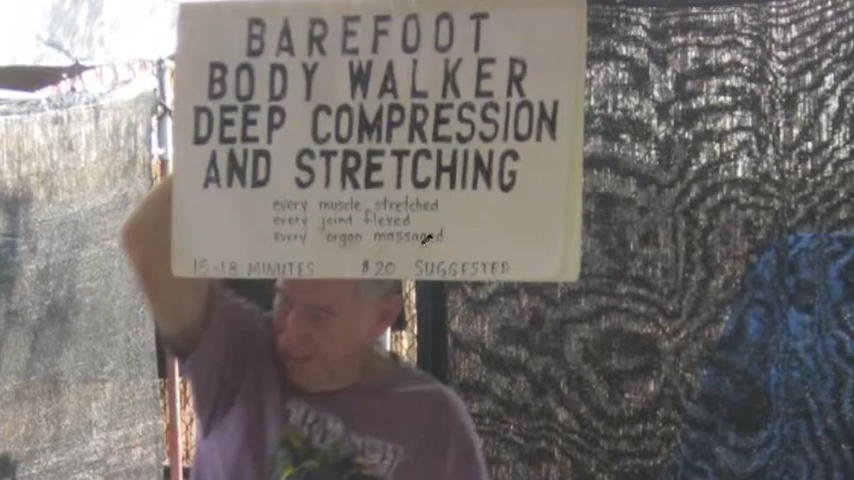 BAREFOOT
BODY WALKER
DEEP COMPRESSION
AND STRETCHING
every muscle stretched
every joint flexed
every organ massaged
15-18 MINUTES $20 SUGGESTED